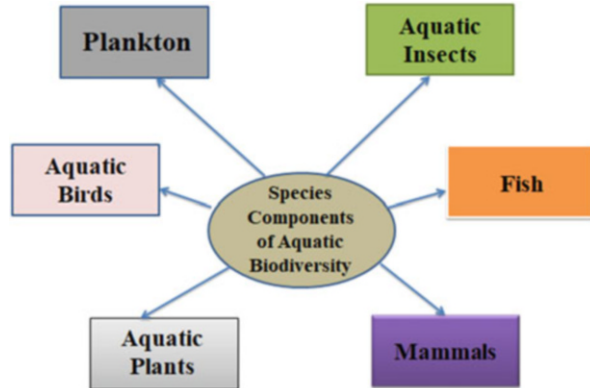 Plankton
Aquatic
Insects
Aquatic
Birds
Species
Components
of Aquatic
Biodiversity
Fish
Aquatic
Plants
Mammals